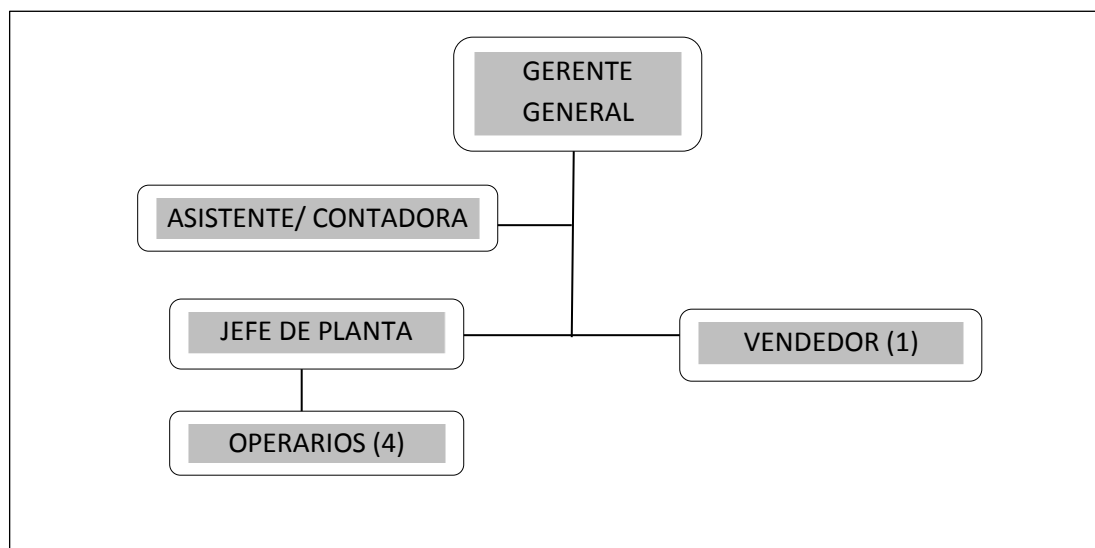 GERENTE
GENERAL
ASISTENTE/ CONTADORA
JEFE DE PLANTA
VENDEDOR (1)
OPERARIOS (4)